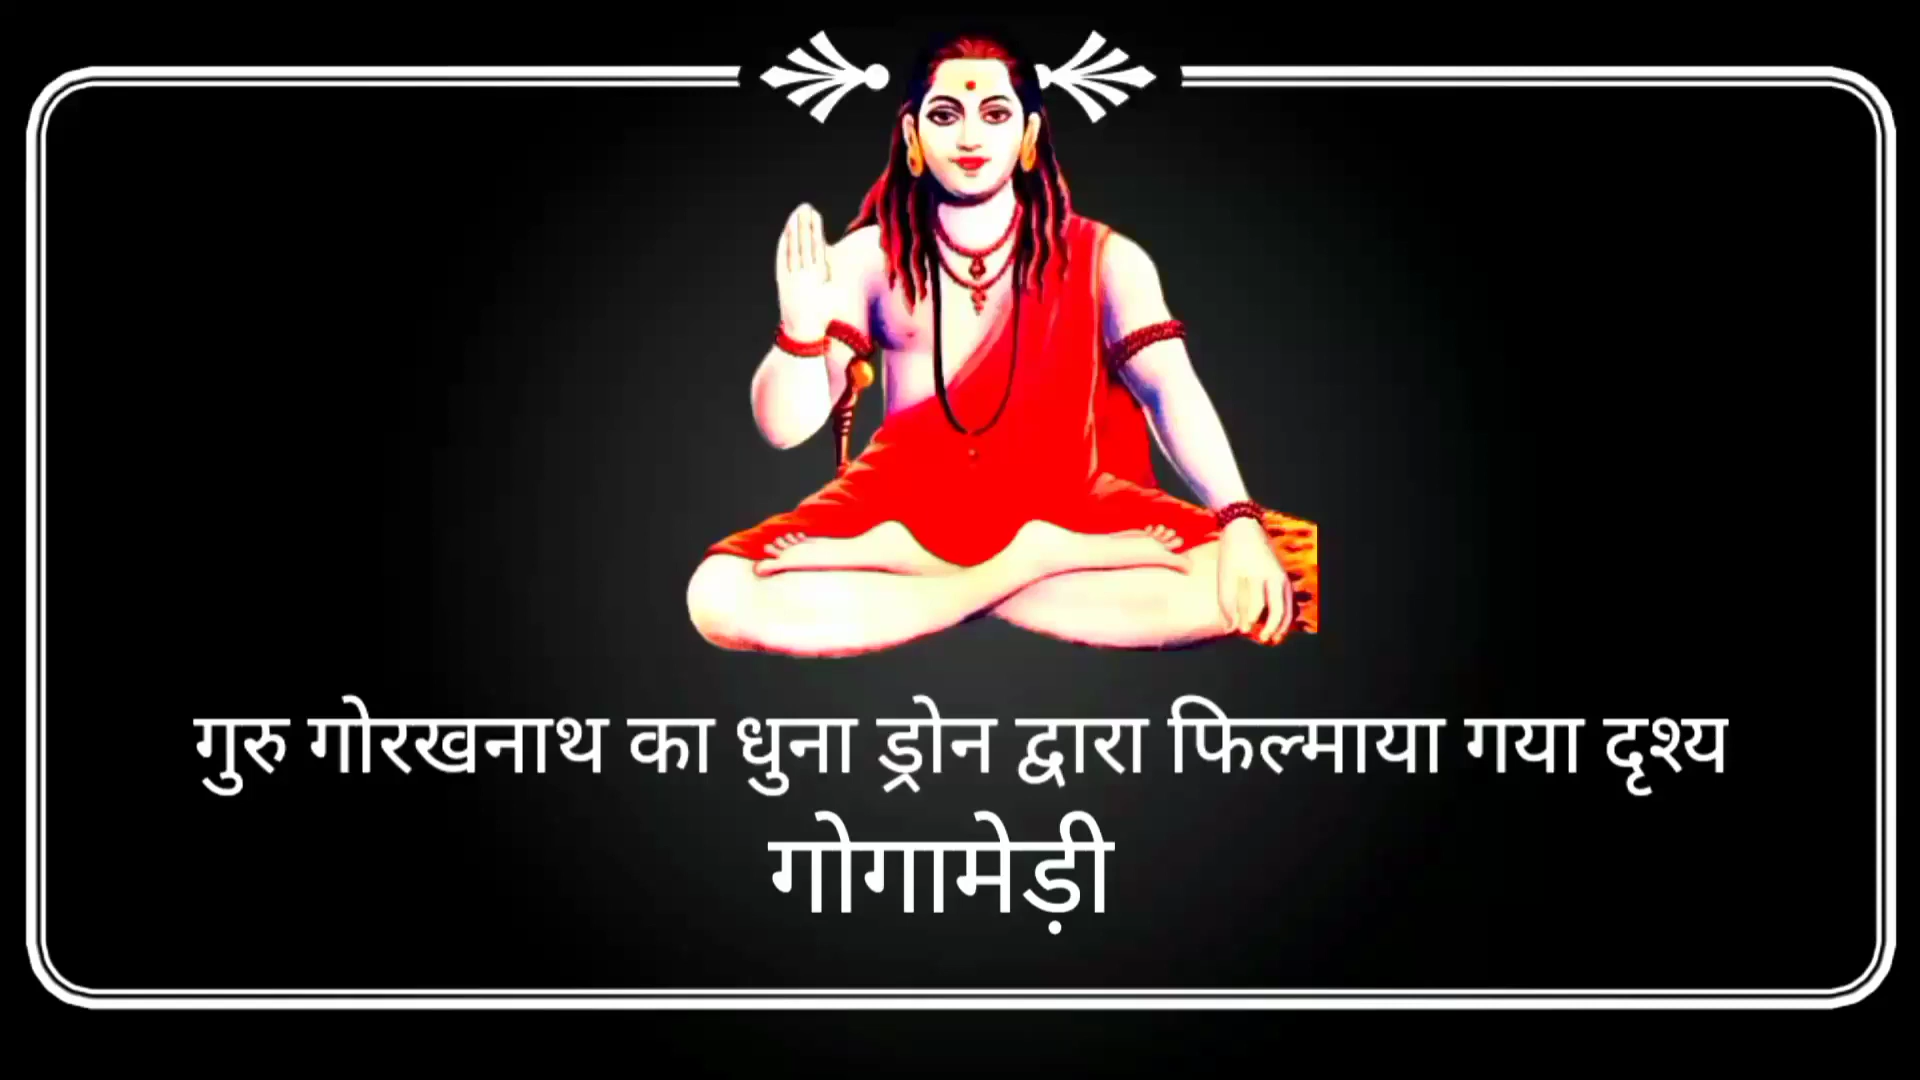 गुरु गोरखनाथ का धुना ड्रोन द्वारा फिल्माया गया दृश्य
गोगामेड़ी